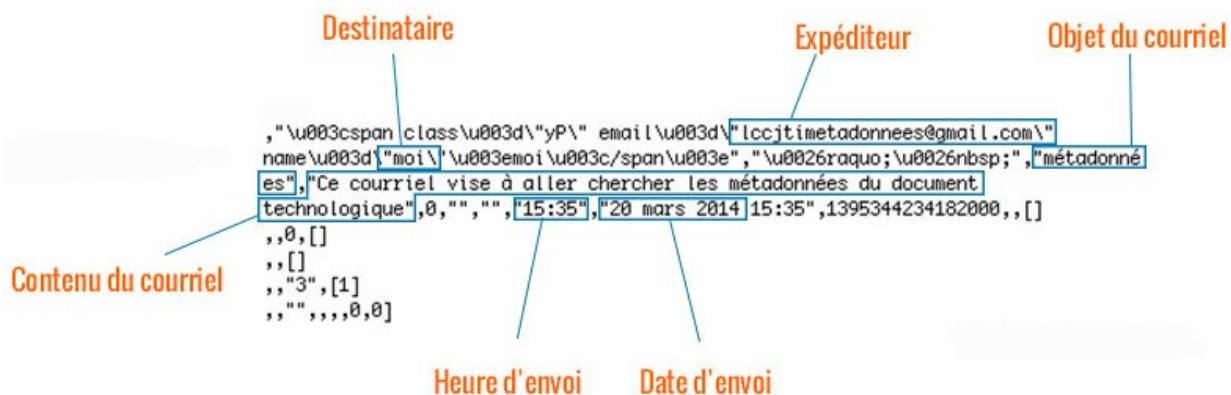 Destinataire
Expéditeur
Objet du courriel
,"\u003cspan class\u003d\"yP\" email\u003d\"lccjtimetadonnees@gmail.com\"
name\u003d\"moi\"\u003emoi\u003c/span\u003e","\u0026raquo;\u0026nbsp;","métadonné
es","Ce courriel vise à aller chercher les métadonnées du document
technologique",0,"","","15:35","20 mars 2014 15:35",1395344234182000,,[]
,,0,[]
,,[]
,,"3",[1]
,,"",,,,0,0]
Contenu du courriel
Heure d'envoi
Date d'envoi